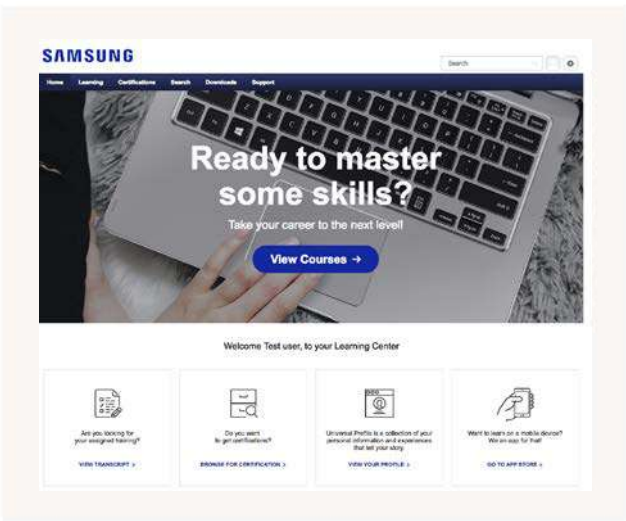 SAMSUNG
Search
Home Learning Certifications Search Downloads Support
Ready to master
some skills?
Take your career to the next level!
View Courses →
Welcome Test user, to your Learning Center
Are you looking for
your assigned training?
VIEW TRANSCRIPT >
Do you want
to get certifications?
BROWSE FOR CERTIFICATION >
Universal Profile is a collection of your
personal information and experiences
that tell your story.
VIEW YOUR PROFILE >
Want to learn on a mobile device?
We an app for that!
GO TO APP STORE >